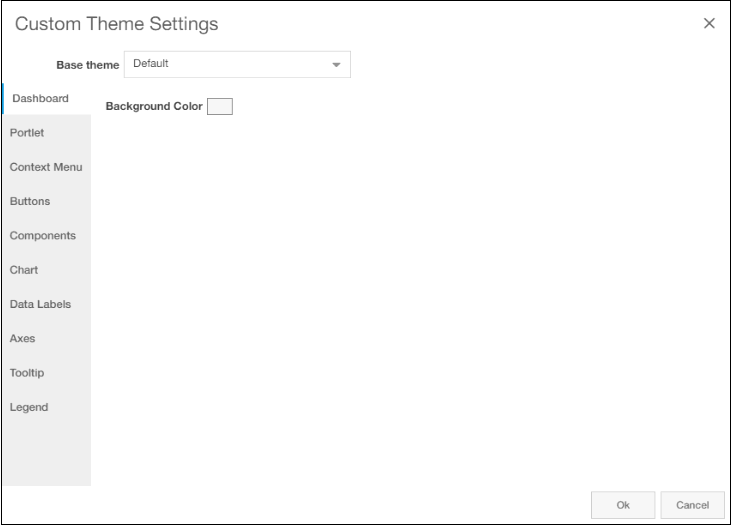 Custom Theme Settings
Base theme Default
Dashboard
Background Color
Portlet
Context Menu
Buttons
Components
Chart
Data Labels
Axes
Tooltip
Legend
Ok Cancel